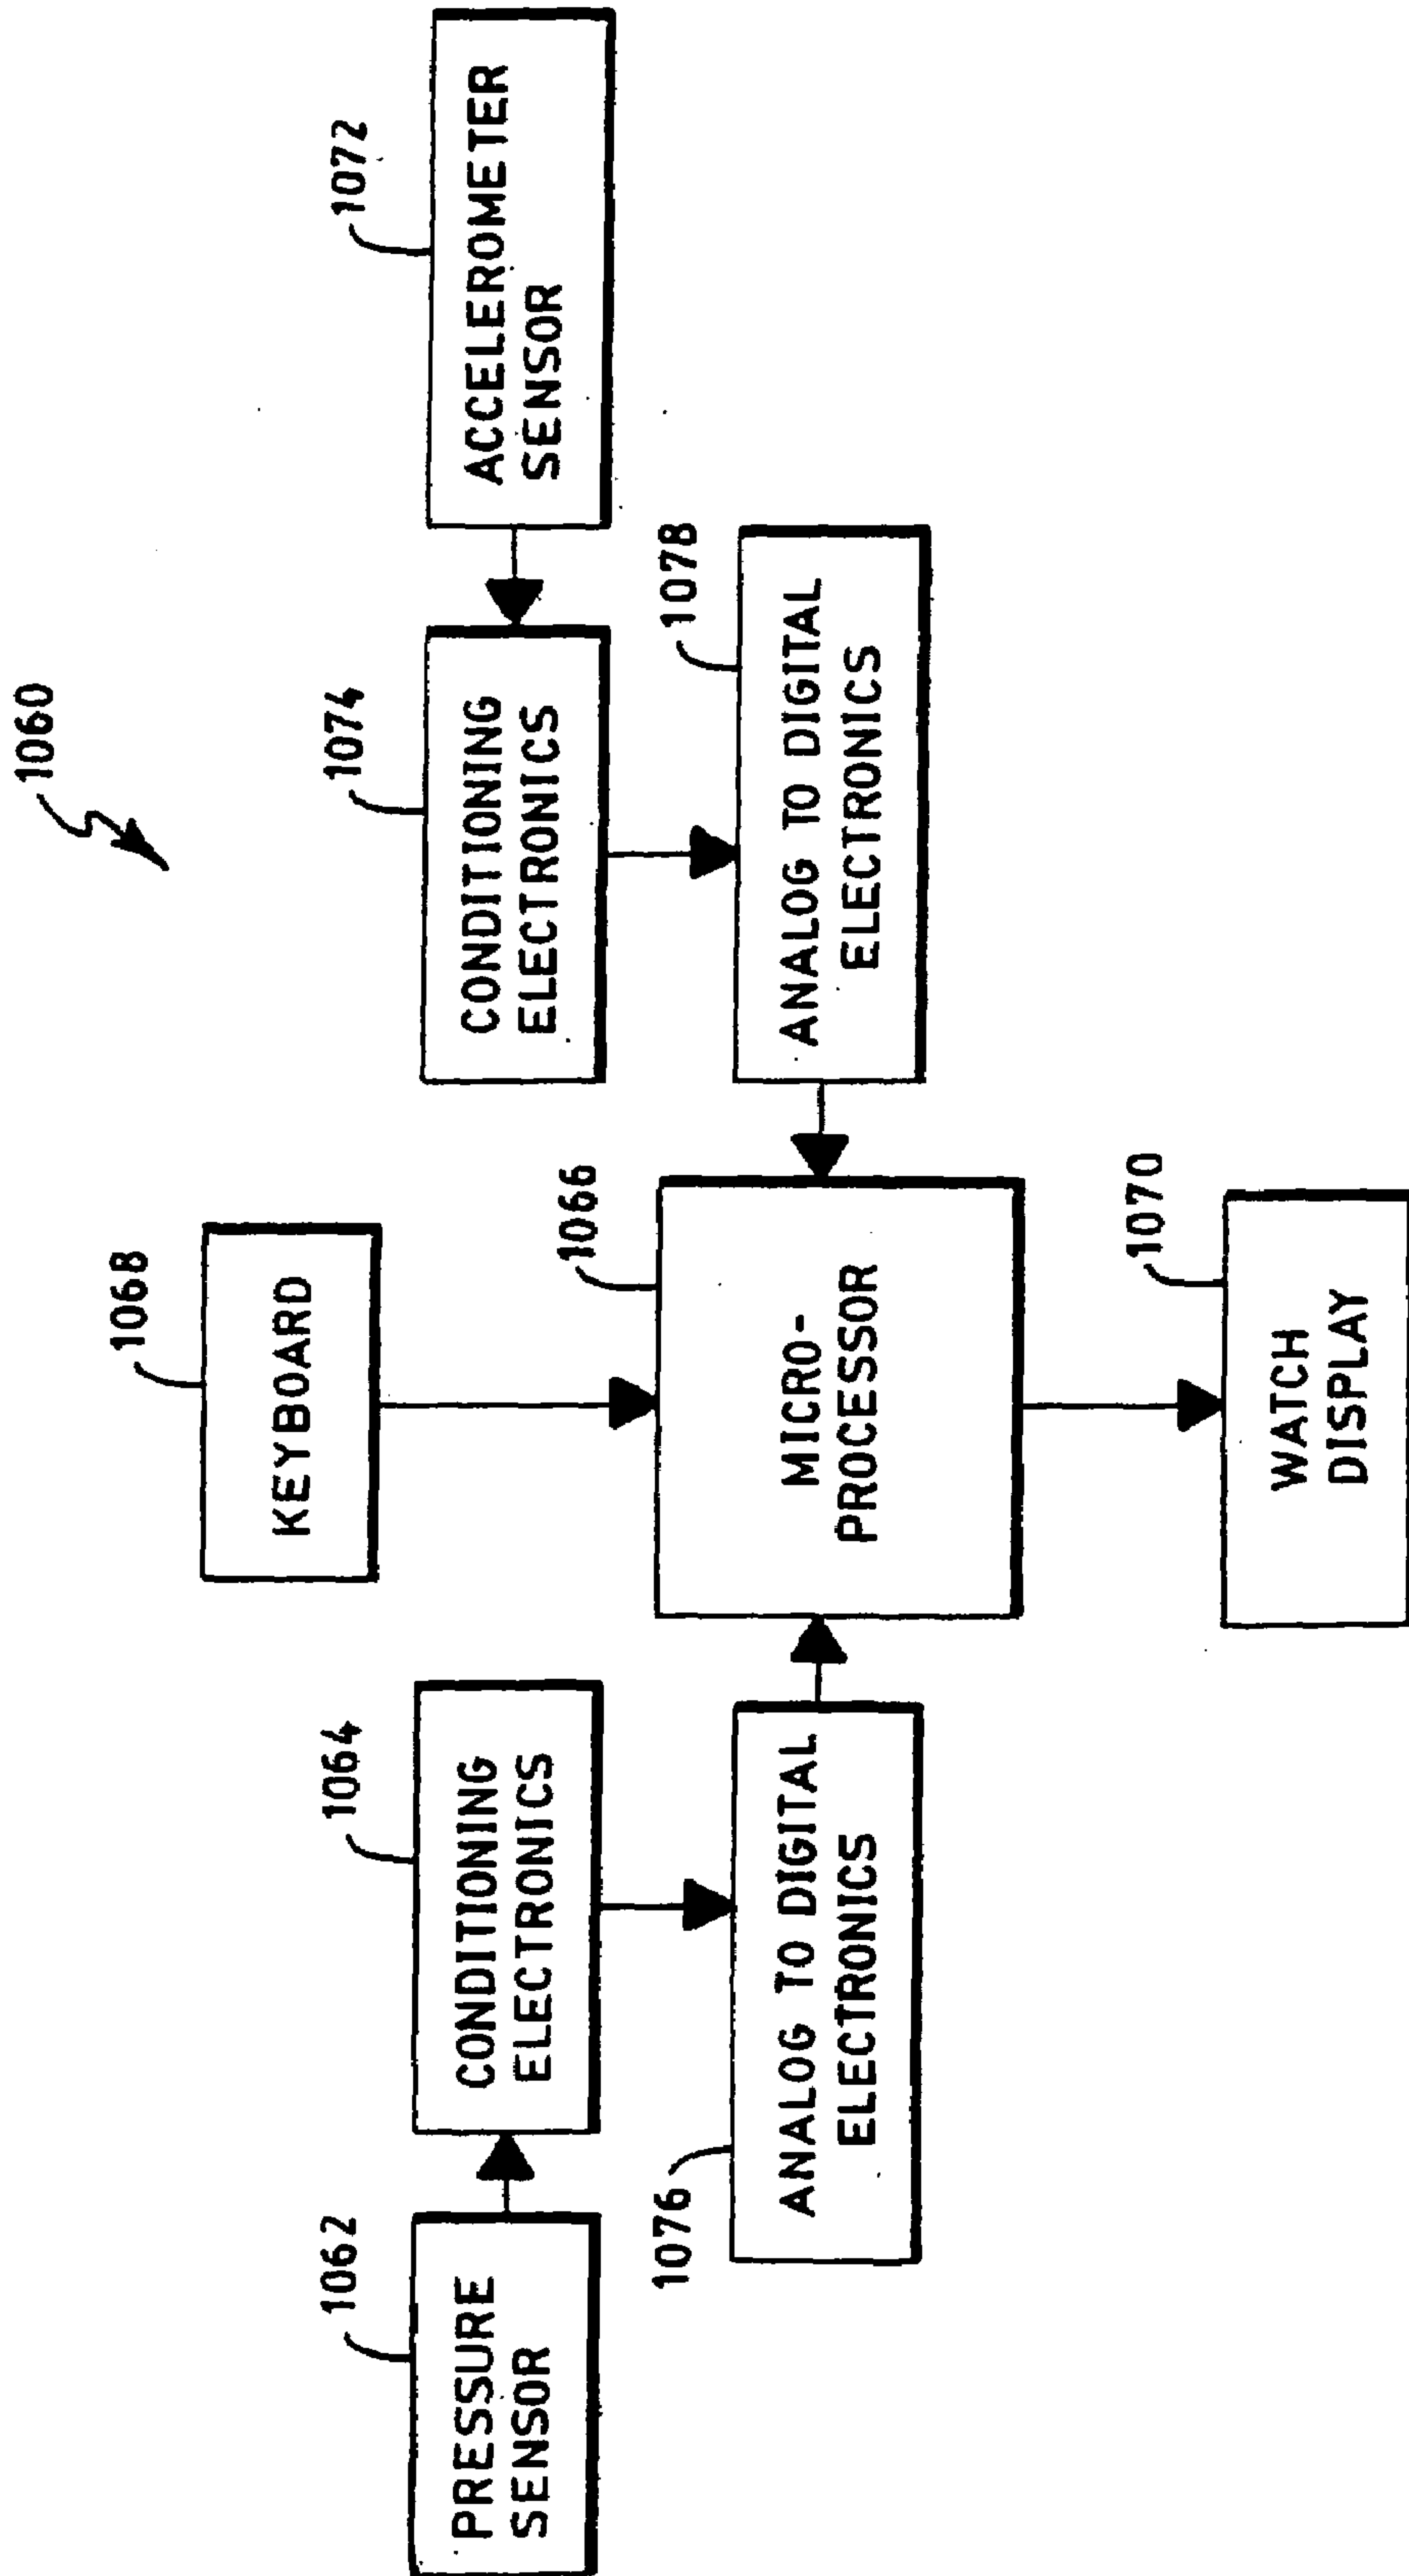 1060
1068
KEYBOARD
1062
PRESSURE
SENSOR
1064
CONDITIONING
ELECTRONICS
1074
CONDITIONING
ELECTRONICS
1072
ACCELEROMETER
SENSOR
1076
ANALOG TO DIGITAL
ELECTRONICS
1066
MICRO-
PROCESSOR
1078
ANALOG TO DIGITAL
ELECTRONICS
1070
WATCH
DISPLAY